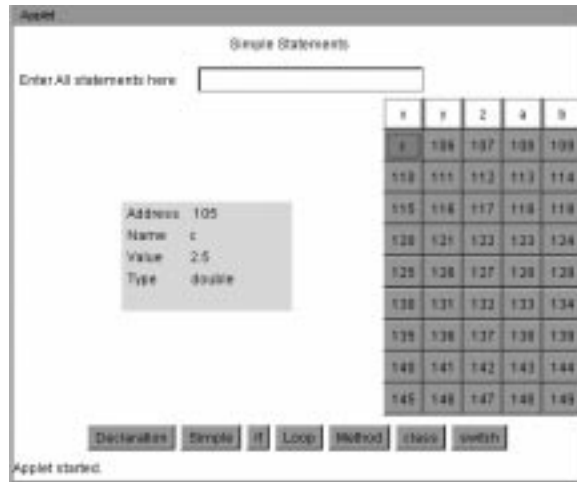 Applet
Simple Statements
Enter All statements here
x y z a b
c 106 107 108 109
110 111 112 113 114
115 116 117 118 119
120 121 122 123 124
125 126 127 128 129
130 131 132 133 134
135 136 137 138 139
140 141 142 143 144
145 146 147 148 149
Address 105
Name c
Value 2.5
Type double
Declaration Simple if Loop Method class switch
Applet started.